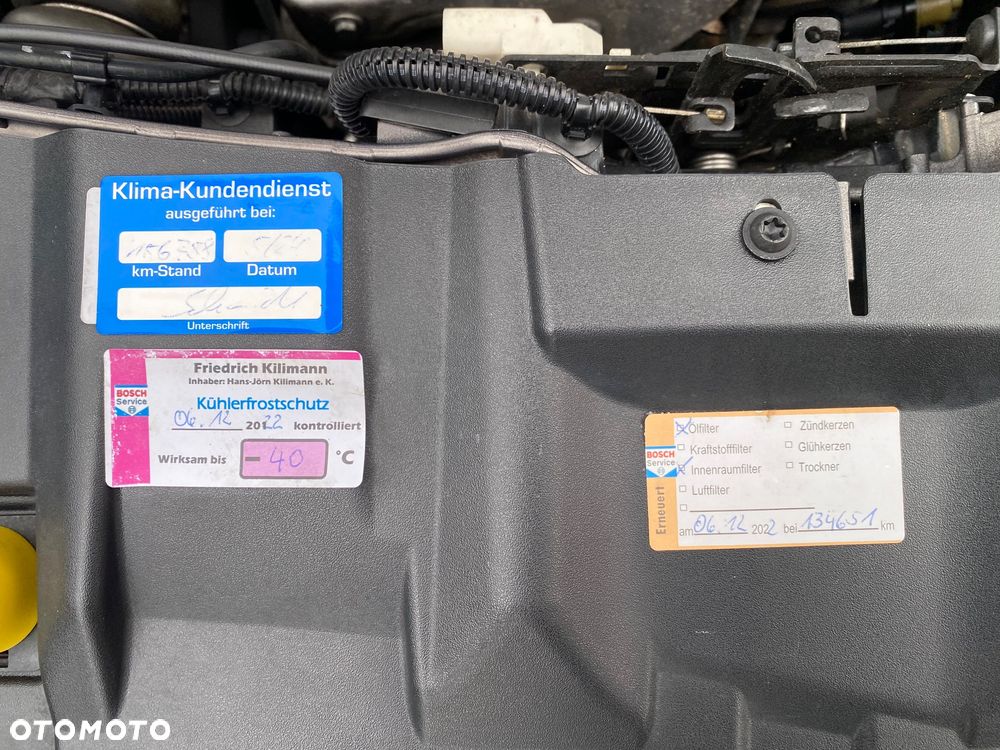 Klima-Kundendienst
ausgeführt bei:
km-Stand Datum
Unterschrift
Friedrich Kilimann
Inhaber: Hans-Jörn Kilimann e. K.
BOSCH
Service
Kühlerfrostschutz
06.12 2022 kontrolliert
Wirksam bis - 40 °C
Ölfilter Zündkerzen
Kraftstofffilter Glühkerzen
BOSCH
Service
Innenraumfilter Trockner
Luftfilter
Erneuert
am 06.12 2022 bei 134651 km
OTOMOTO